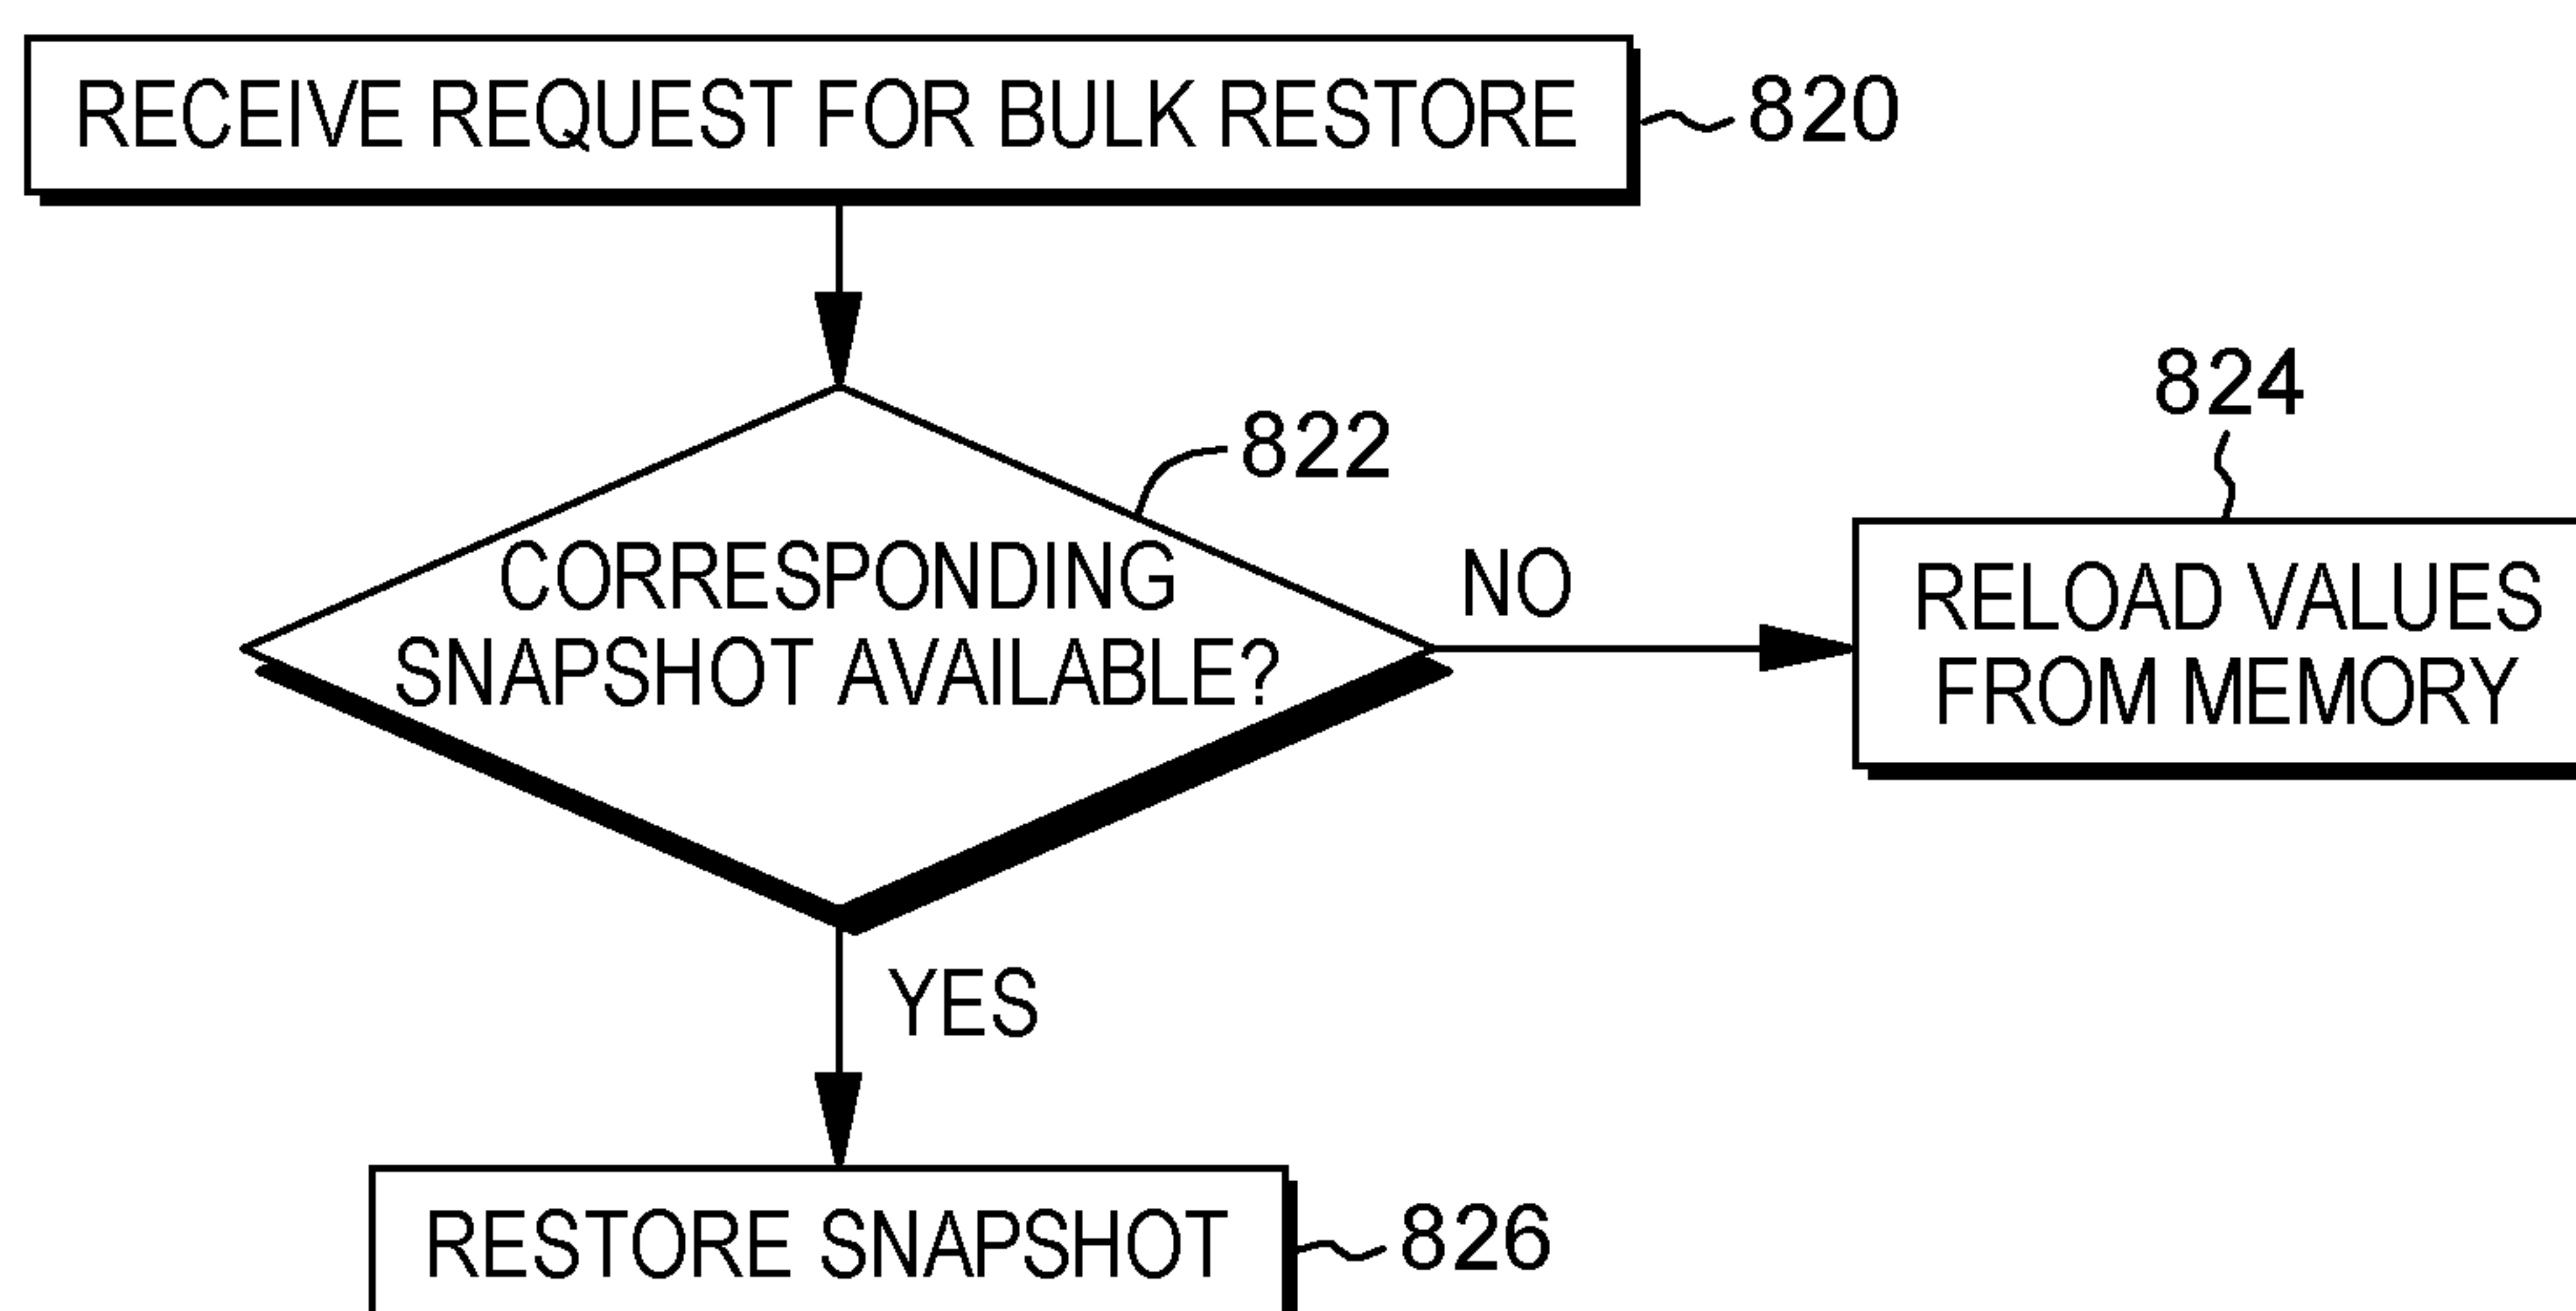 RECEIVE REQUEST FOR BULK RESTORE
820
822
824
CORRESPONDING
SNAPSHOT AVAILABLE?
NO
RELOAD VALUES
FROM MEMORY
YES
RESTORE SNAPSHOT
826